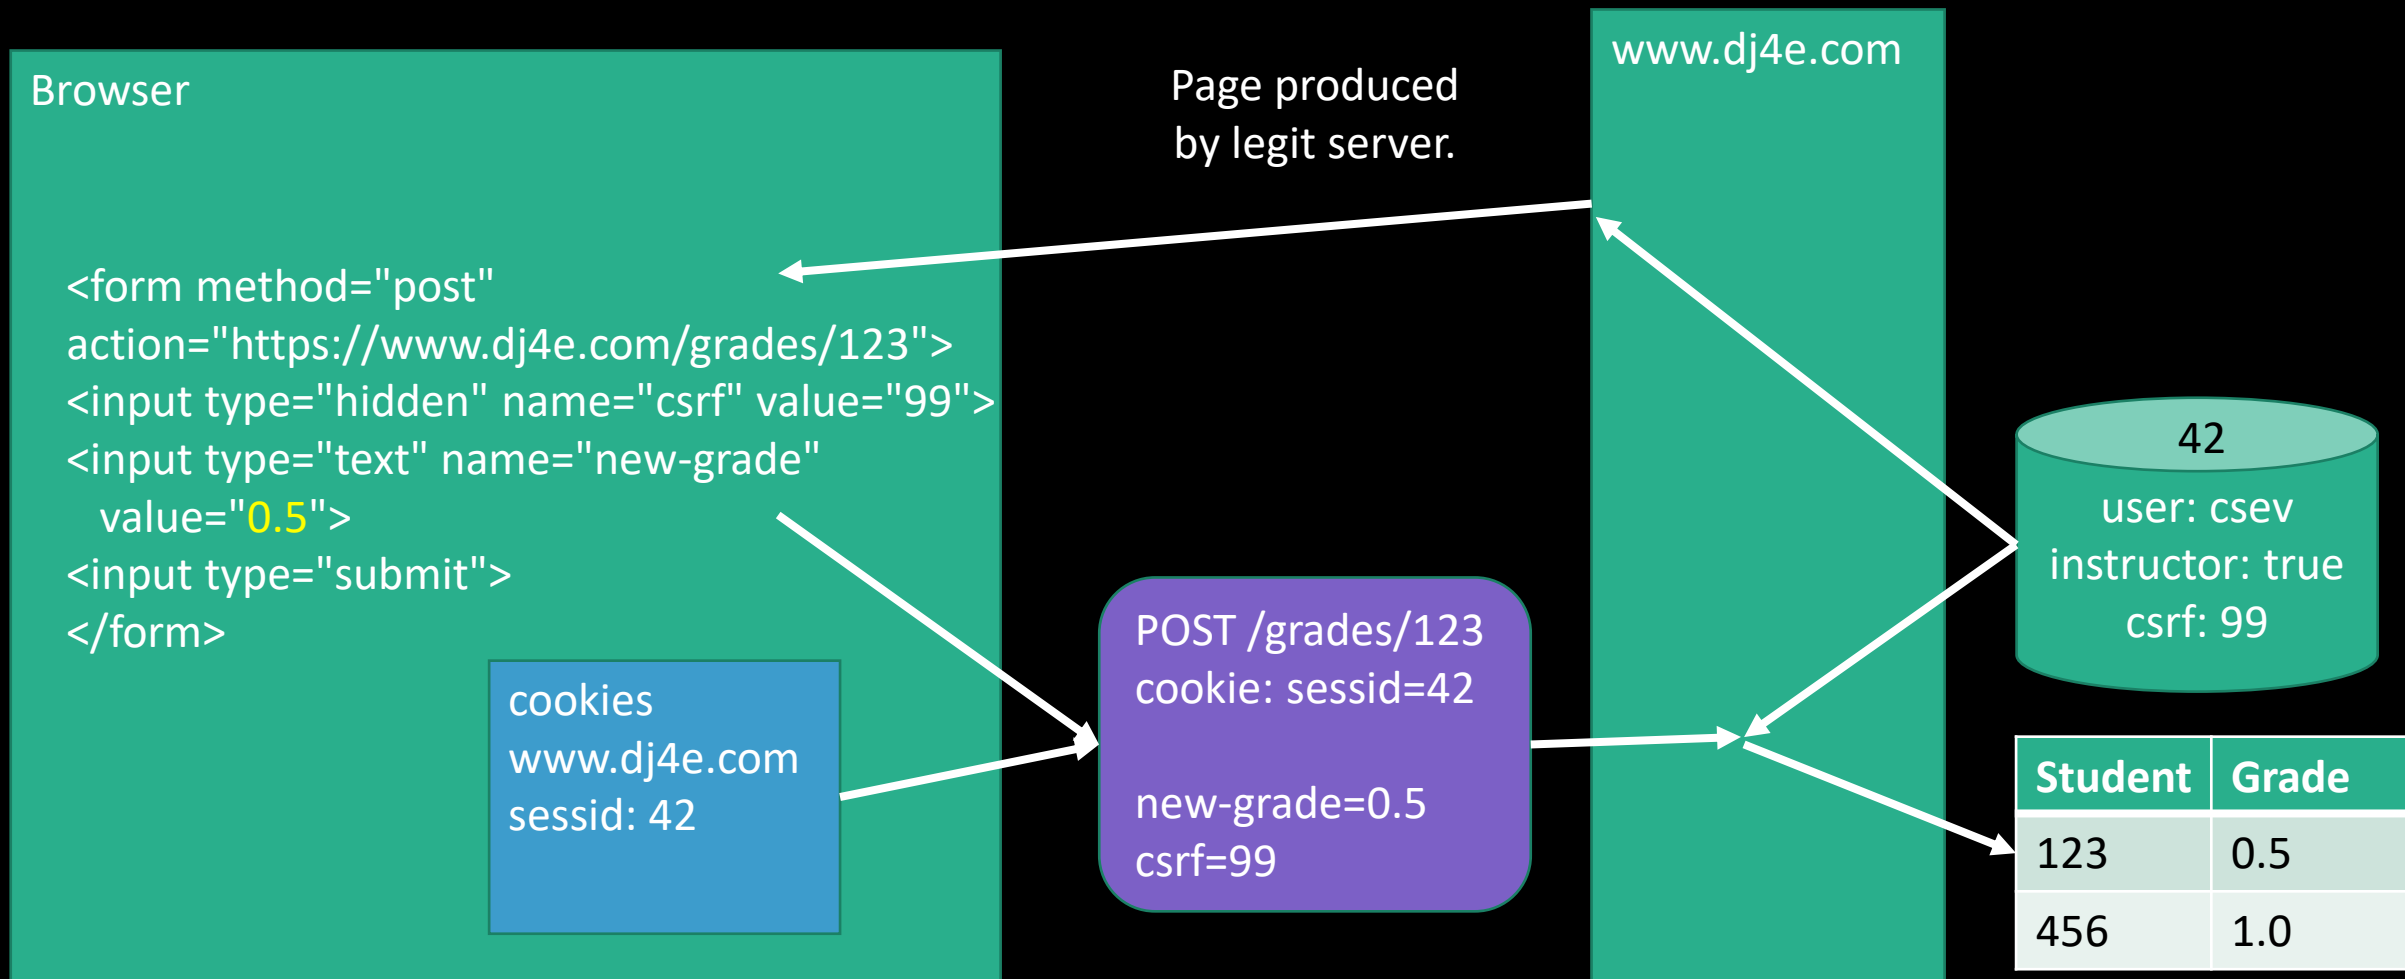 Browser
<form method="post"
action="https://www.dj4e.com/grades/123">
<input type="hidden" name="csrf" value="99">
<input type="text" name="new-grade"
value="0.5">
<input type="submit">
</form>
cookies
www.dj4e.com
sessid: 42
Page produced
by legit server.
POST /grades/123
cookie: sessid=42
new-grade=0.5
csrf=99
www.dj4e.com
42
user: csev
instructor: true
csrf: 99
Student Grade
123 0.5
456 1.0